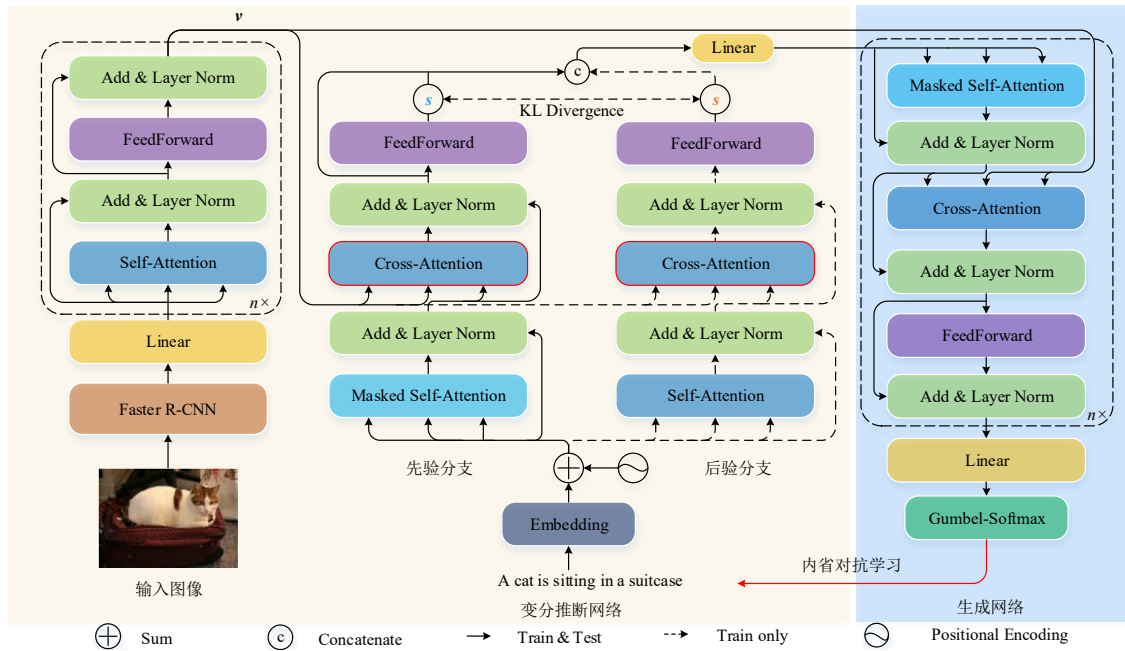 v
Add & Layer Norm
FeedForward
Add & Layer Norm
Self-Attention
n×
Linear
Faster R-CNN
输入图像
Linear
c
s
KL Divergence
s
FeedForward
FeedForward
Add & Layer Norm
Add & Layer Norm
Cross-Attention
Cross-Attention
Add & Layer Norm
Add & Layer Norm
Masked Self-Attention
Self-Attention
先验分支
后验分支
Embedding
A cat is sitting in a suitcase
变分推断网络
Masked Self-Attention
Add & Layer Norm
Cross-Attention
Add & Layer Norm
FeedForward
Add & Layer Norm
n×
Linear
Gumbel-Softmax
内省对抗学习
生成网络
Sum
c Concatenate
Train & Test
Train only
Positional Encoding